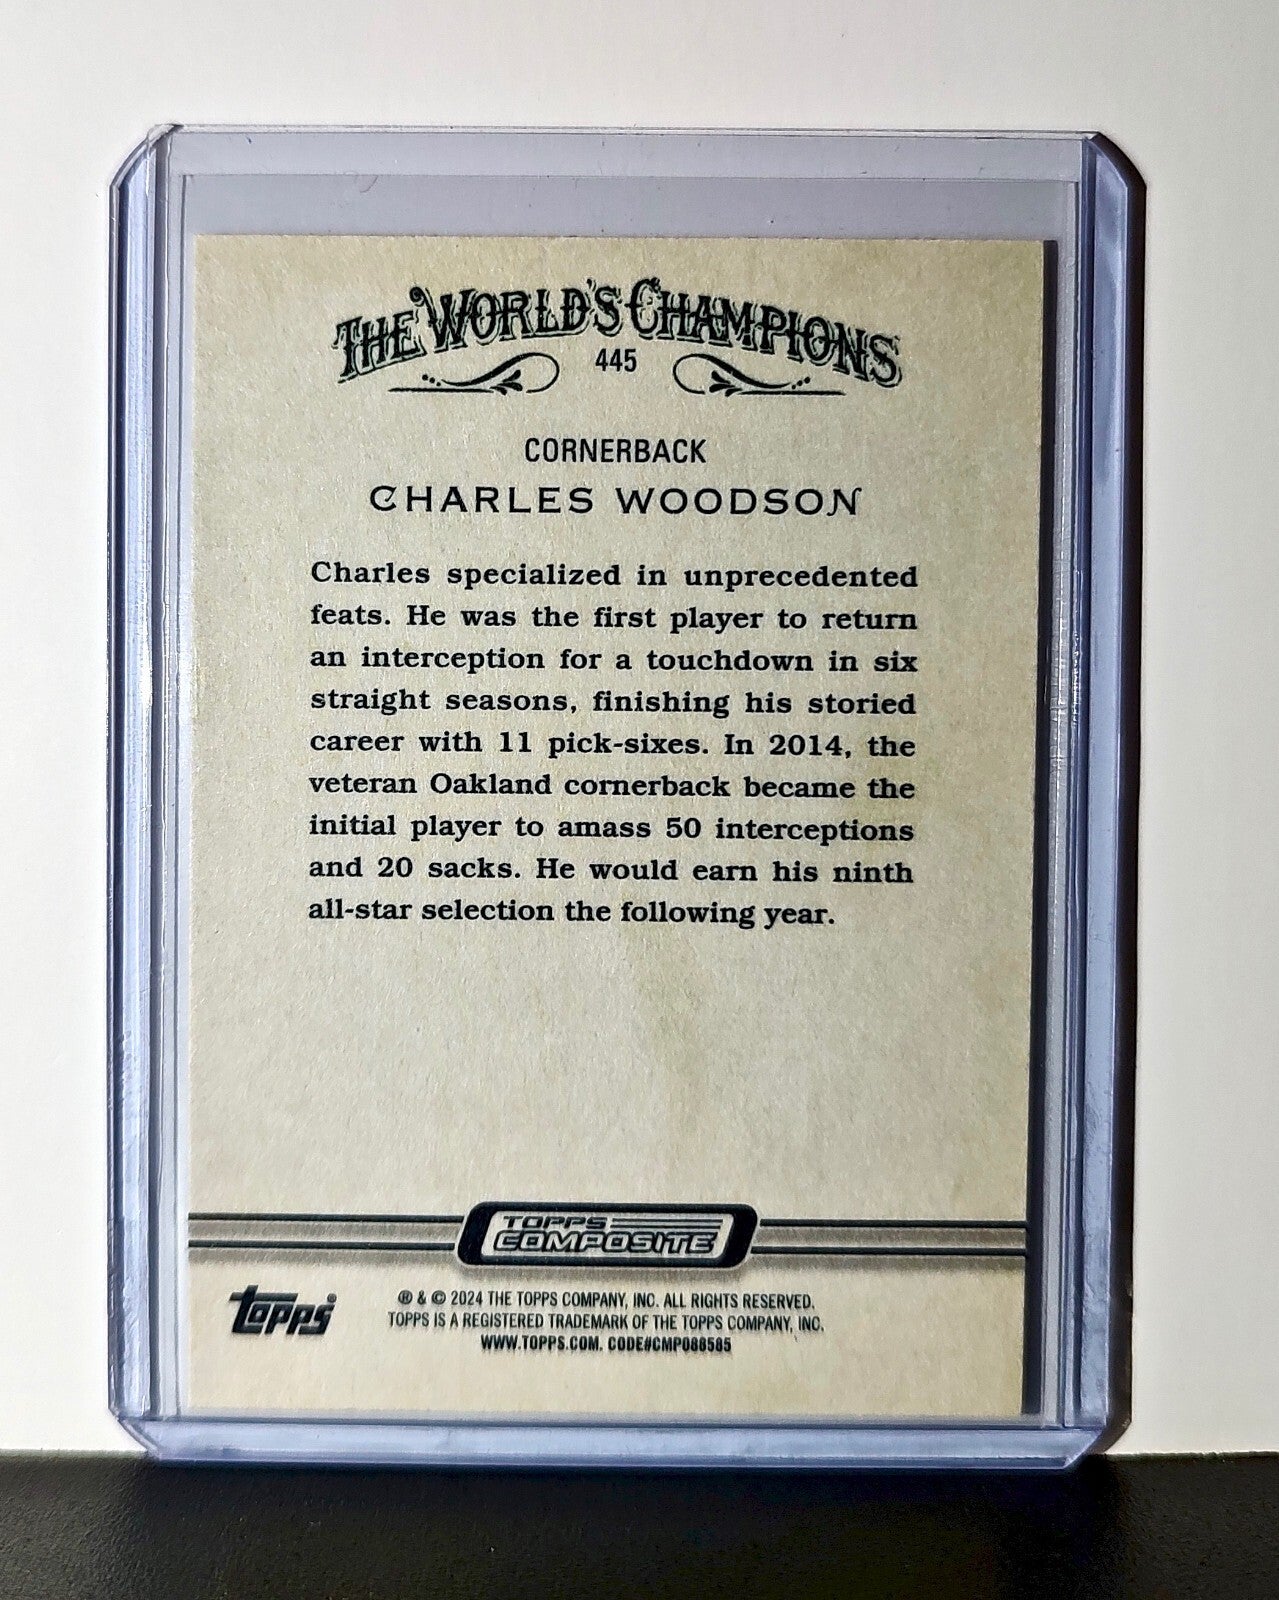 THE WORLD'S CHAMPIONS
445
CORNERBACK
CHARLES WOODSON
Charles specialized in unprecedented
feats. He was the first player to return
an interception for a touchdown in six
straight seasons, finishing his storied
career with 11 pick-sixes. In 2014, the
veteran Oakland cornerback became the
initial player to amass 50 interceptions
and 20 sacks. He would earn his ninth
all-star selection the following year.
TOPPS
COMPOSITE
topps®
® & © 2024 THE TOPPS COMPANY, INC. ALL RIGHTS RESERVED.
TOPPS IS A REGISTERED TRADEMARK OF THE TOPPS COMPANY, INC.
WWW.TOPPS.COM. CODE#CMP086585